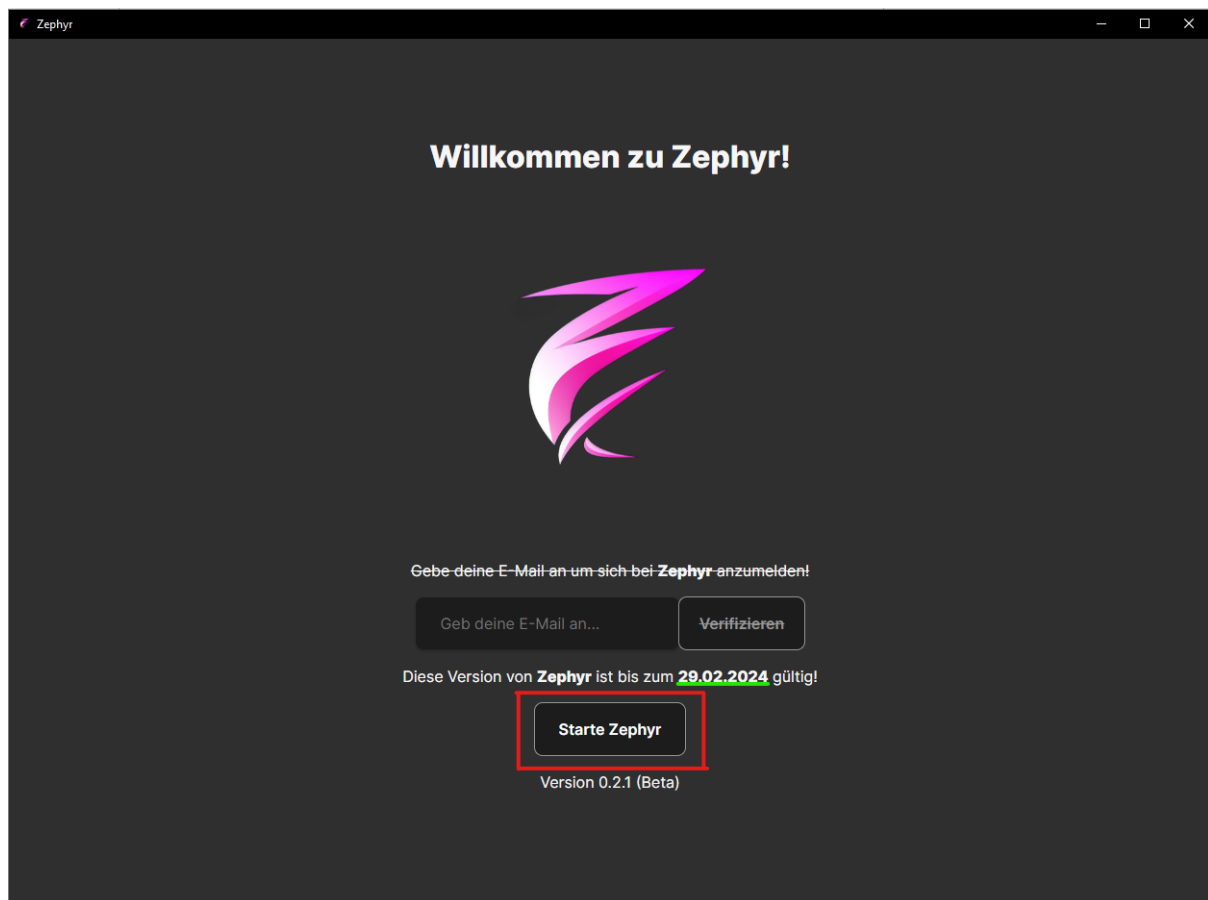 Zephyr
Willkommen zu Zephyr!
Gebe deine E-Mail an um sich bei Zephyr anzumelden!
Geb deine E-Mail an...
Verifizieren
Diese Version von Zephyr ist bis zum 29.02.2024 gültig!
Starte Zephyr
Version 0.2.1 (Beta)